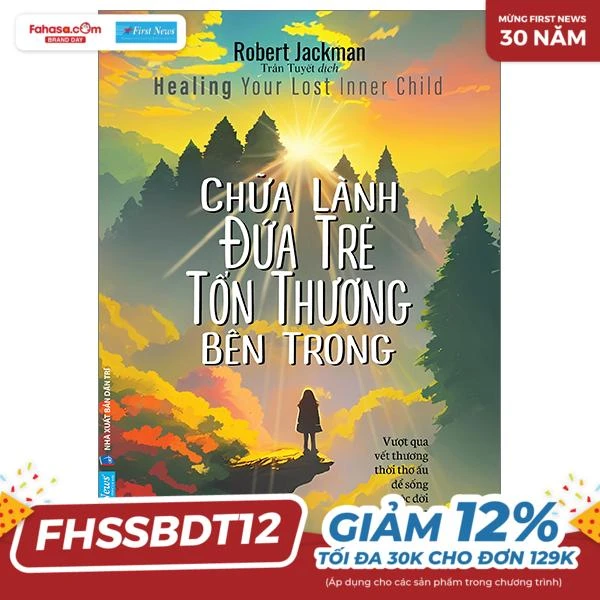 Fahasa.com
BRAND DAY
First News
MỪNG FIRST NEWS
30 NĂM
Robert Jackman
Trần Tuyết dịch
Healing Your Lost Inner Child
CHỮA LÀNH
ĐỨA TRẺ
TỔN THƯƠNG
BÊN TRONG
NHÀ XUẤT BẢN DÂN TRÍ
News
Vượt qua
vết thương
thời thơ ấu
để sống
đời
FHSSBDT12
GIẢM 12%
TỐI ĐA 30K CHO ĐƠN 129K
(Áp dụng cho các sản phẩm trong chương trình)